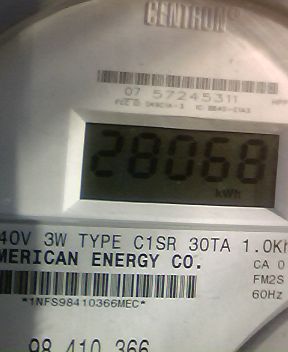 CENTRON®
07 57245311
28068
kWh
40V 3W TYPE C1SR 30TA 1.0Kh
MERICAN ENERGY CO.
CA 0
FM2S
60Hz
*1NFS98410366MEC*
98 410 366